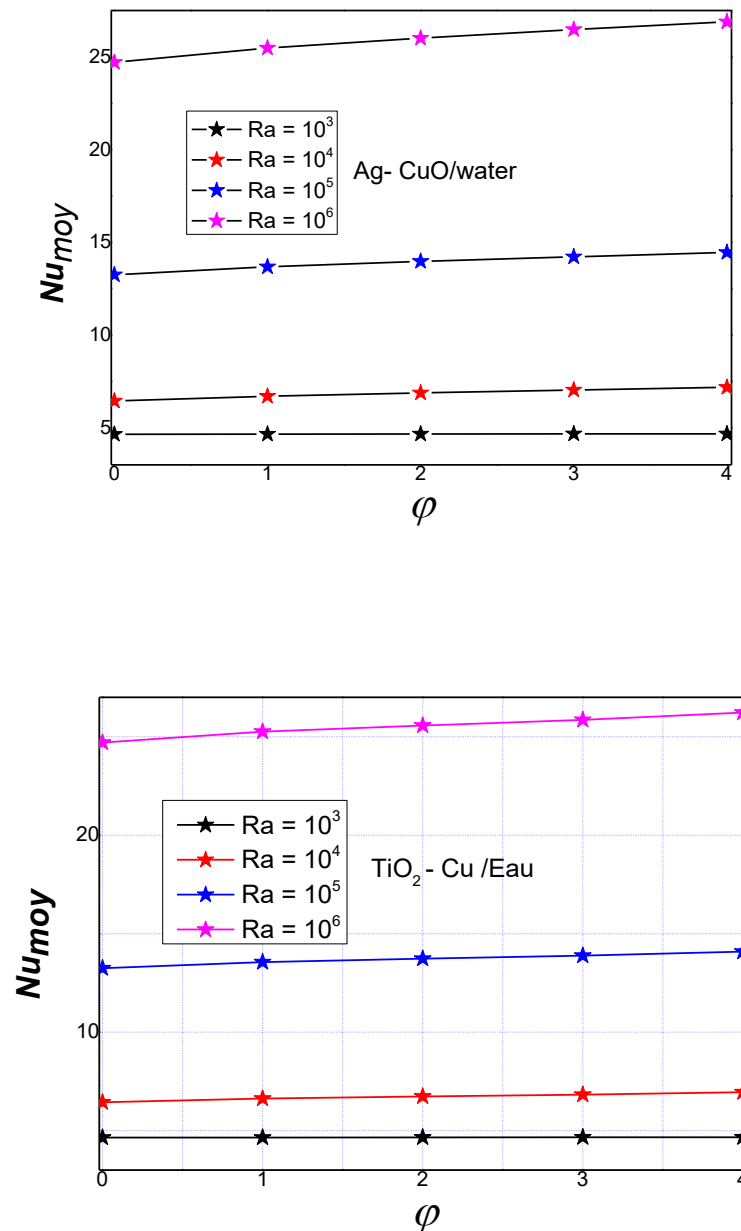 25
20
15
10
5
0 1 2 3 4
Nu_moy
φ
Ra = 10³
Ra = 10⁴
Ra = 10⁵
Ra = 10⁶
Ag- CuO/water
20
10
0 1 2 3 4
Nu_moy
φ
Ra = 10³
Ra = 10⁴
Ra = 10⁵
Ra = 10⁶
TiO₂ - Cu /Eau